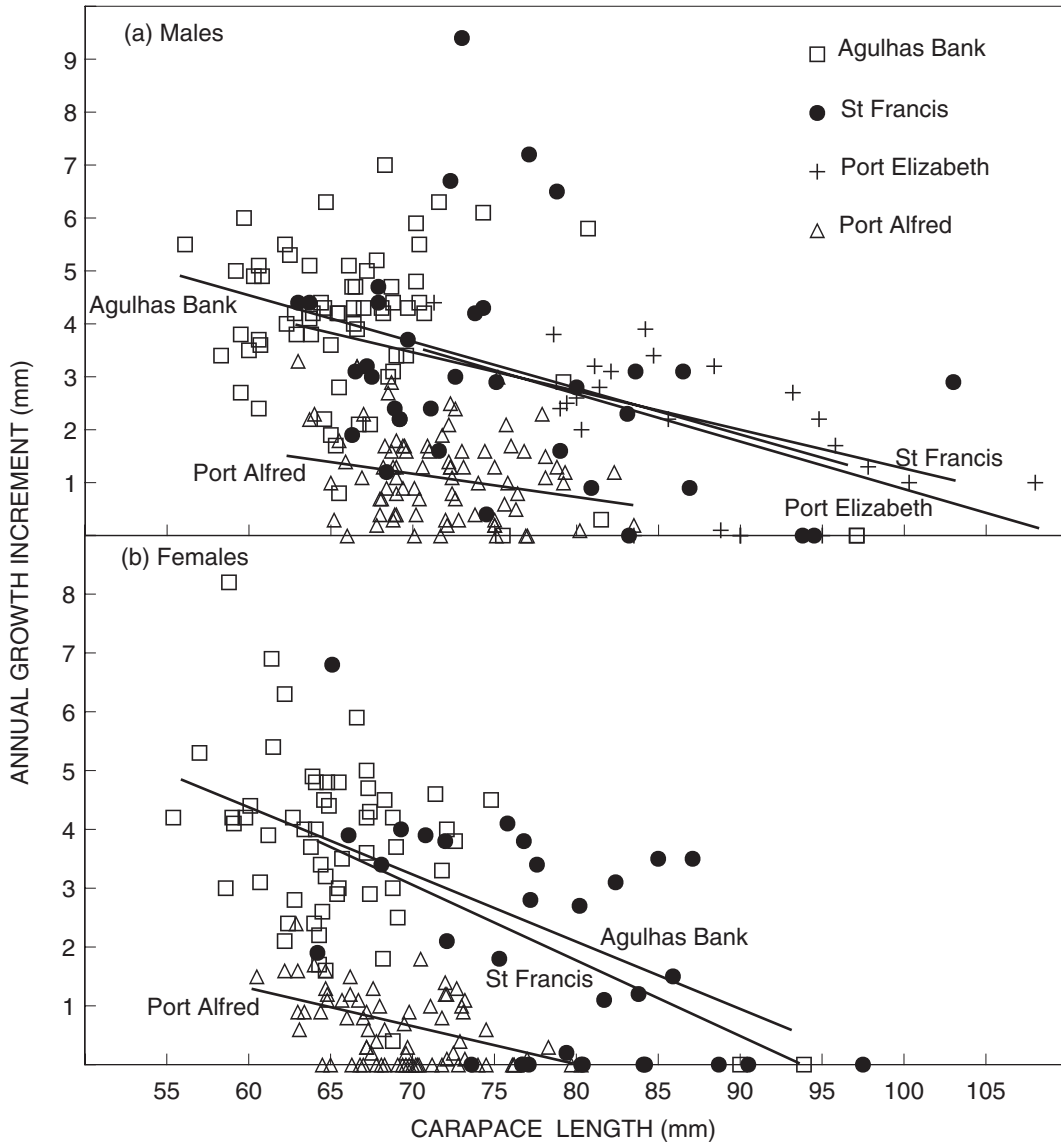 (a) Males
Agulhas Bank
St Francis
Port Elizabeth
Port Alfred
9
8
7
6
5
4
3
2
1
Agulhas Bank
Port Alfred
St Francis
Port Elizabeth
ANNUAL GROWTH INCREMENT (mm)
(b) Females
8
7
6
5
4
3
2
1
Agulhas Bank
St Francis
Port Alfred
55 60 65 70 75 80 85 90 95 100 105
CARAPACE LENGTH (mm)